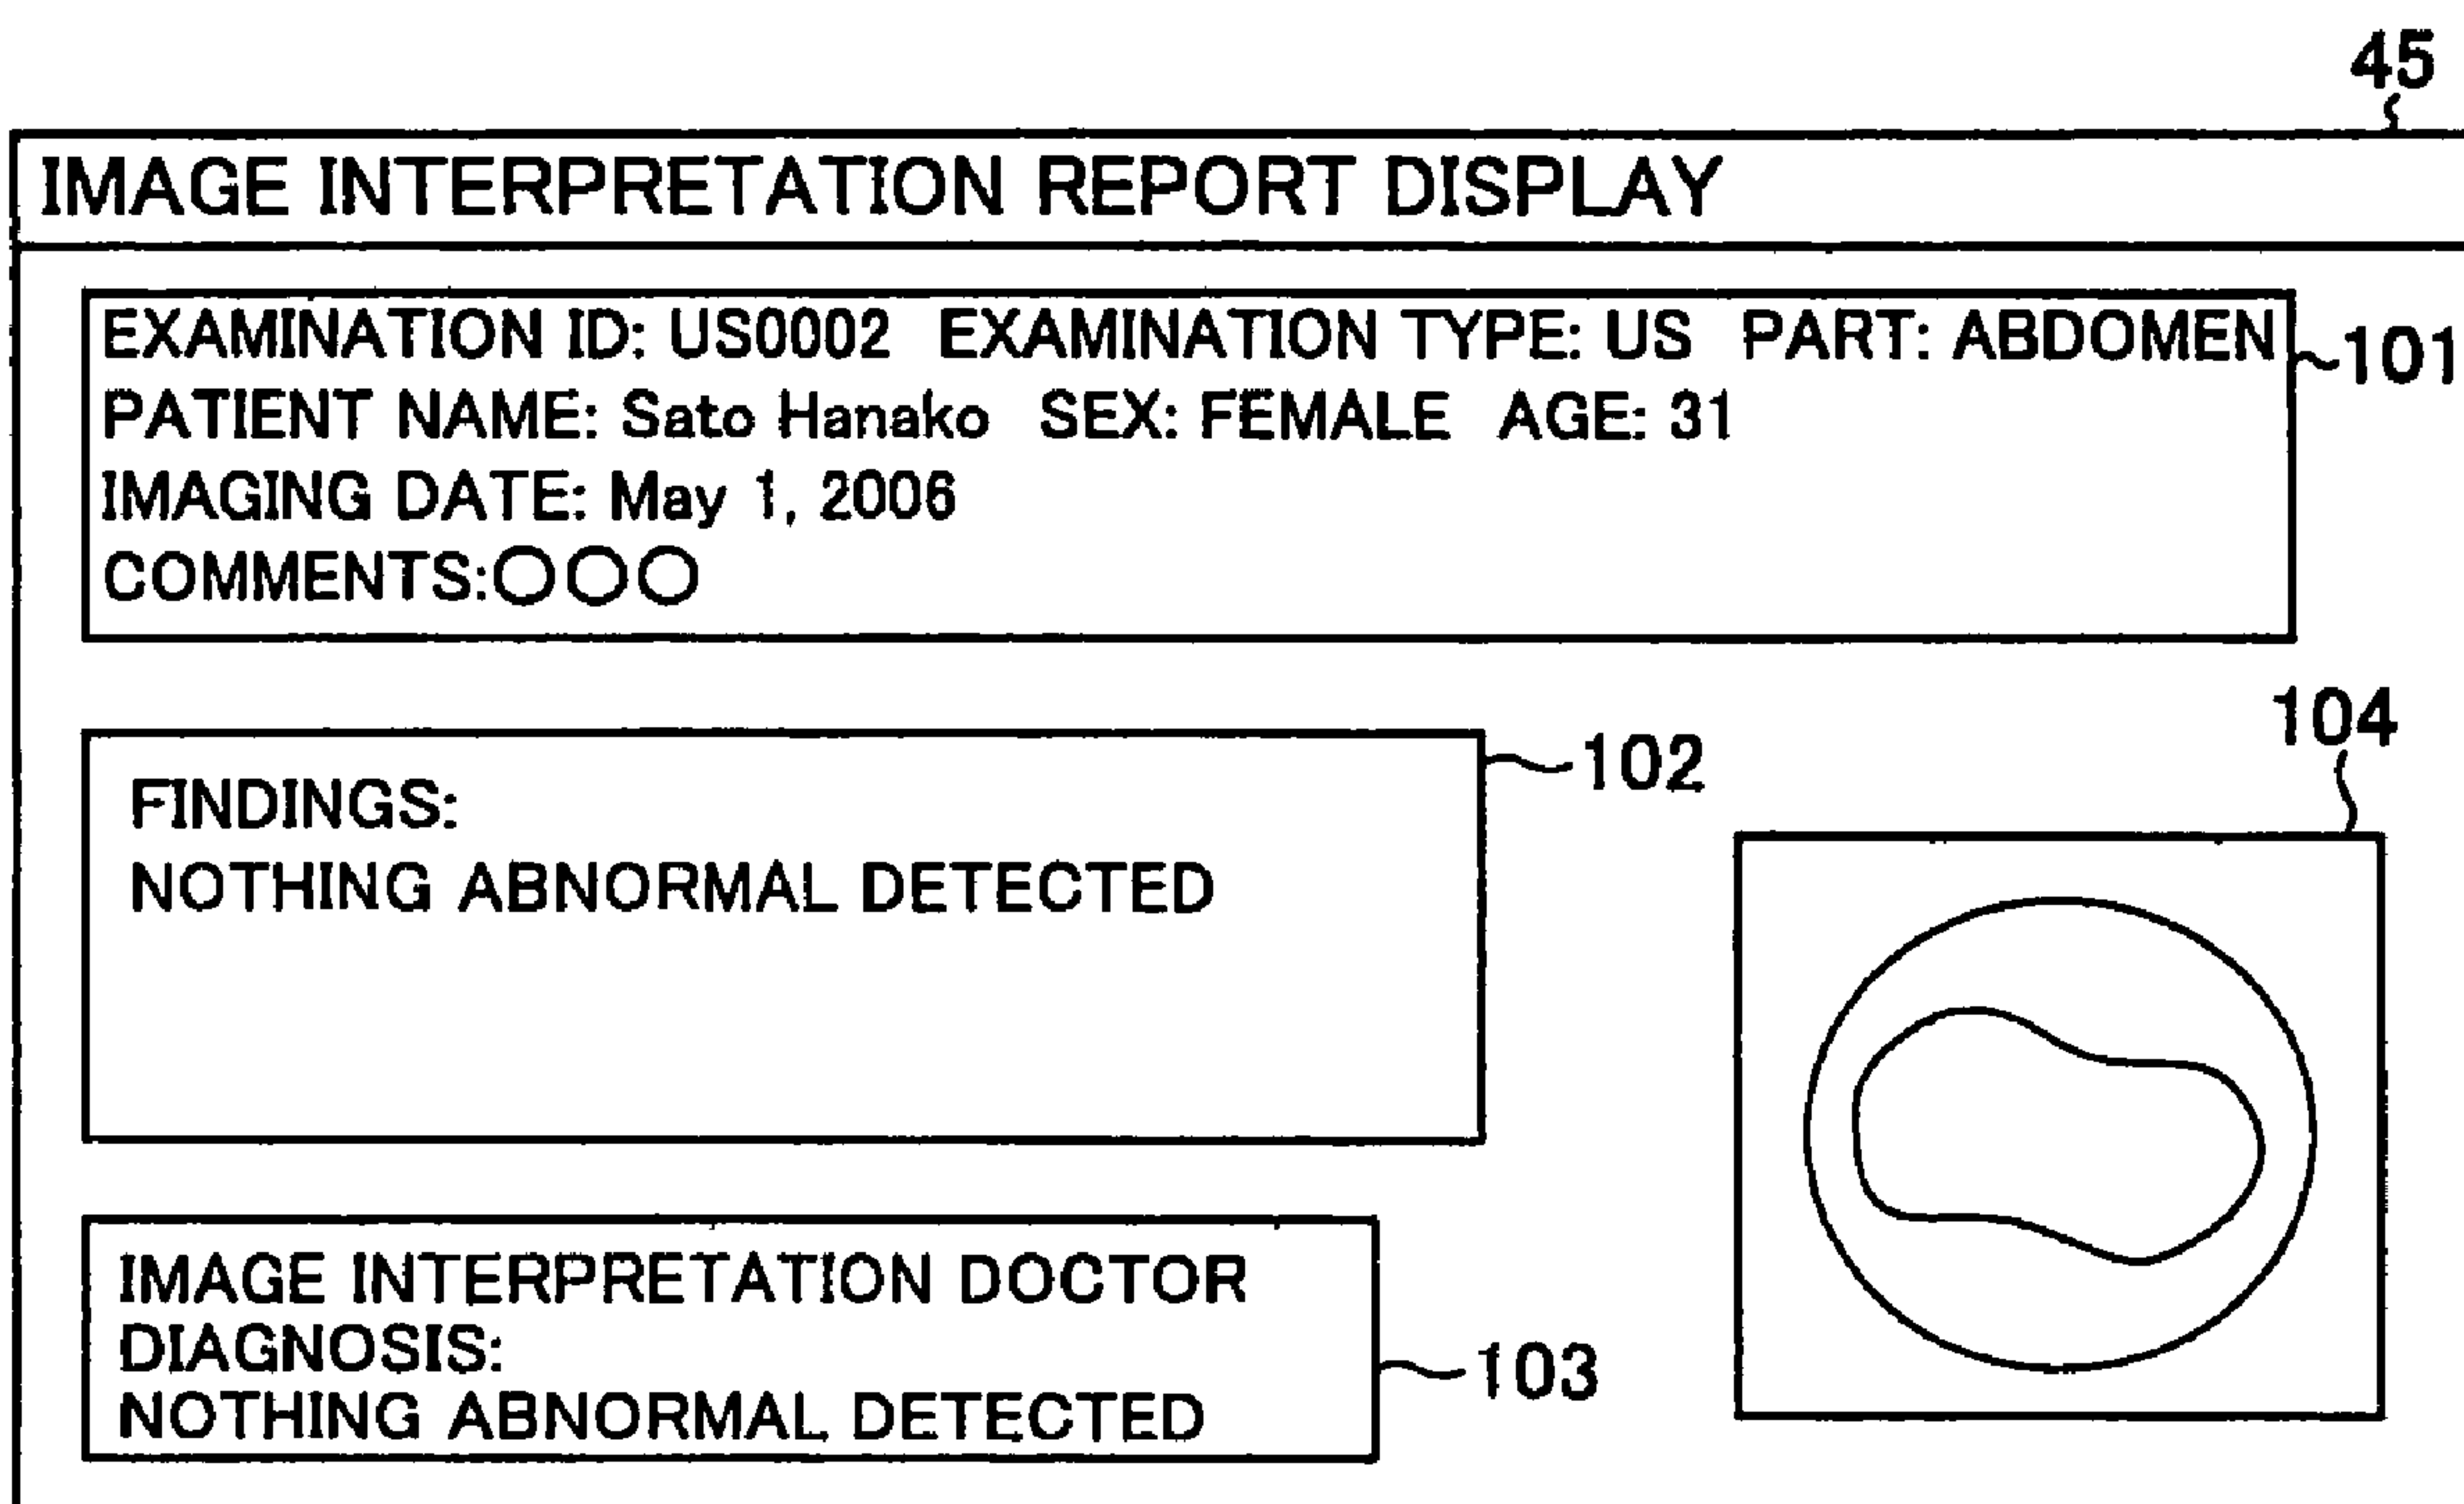 45
IMAGE INTERPRETATION REPORT DISPLAY
EXAMINATION ID: US0002 EXAMINATION TYPE: US PART: ABDOMEN
101
PATIENT NAME: Sato Hanako SEX: FEMALE AGE: 31
IMAGING DATE: May 1, 2006
COMMENTS:○○○
104
102
FINDINGS:
NOTHING ABNORMAL DETECTED
IMAGE INTERPRETATION DOCTOR
DIAGNOSIS:
103
NOTHING ABNORMAL DETECTED